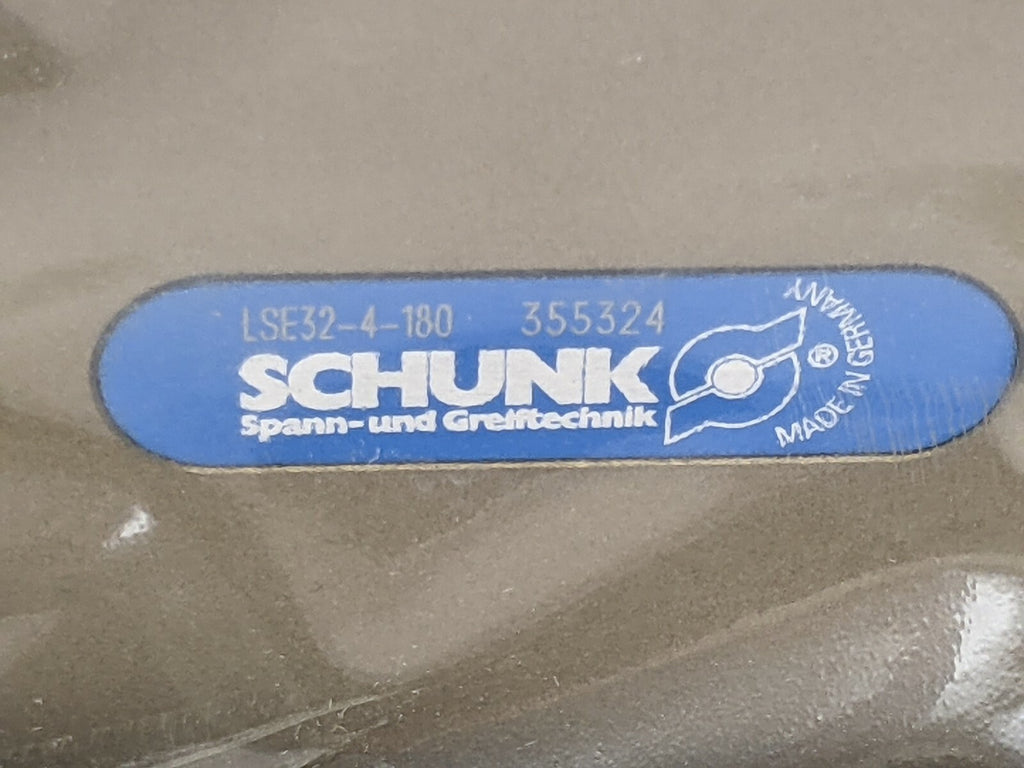 LSE32-4-180 355324
SCHUNK
Spann-und Greiftechnik
® MADE IN GERMANY